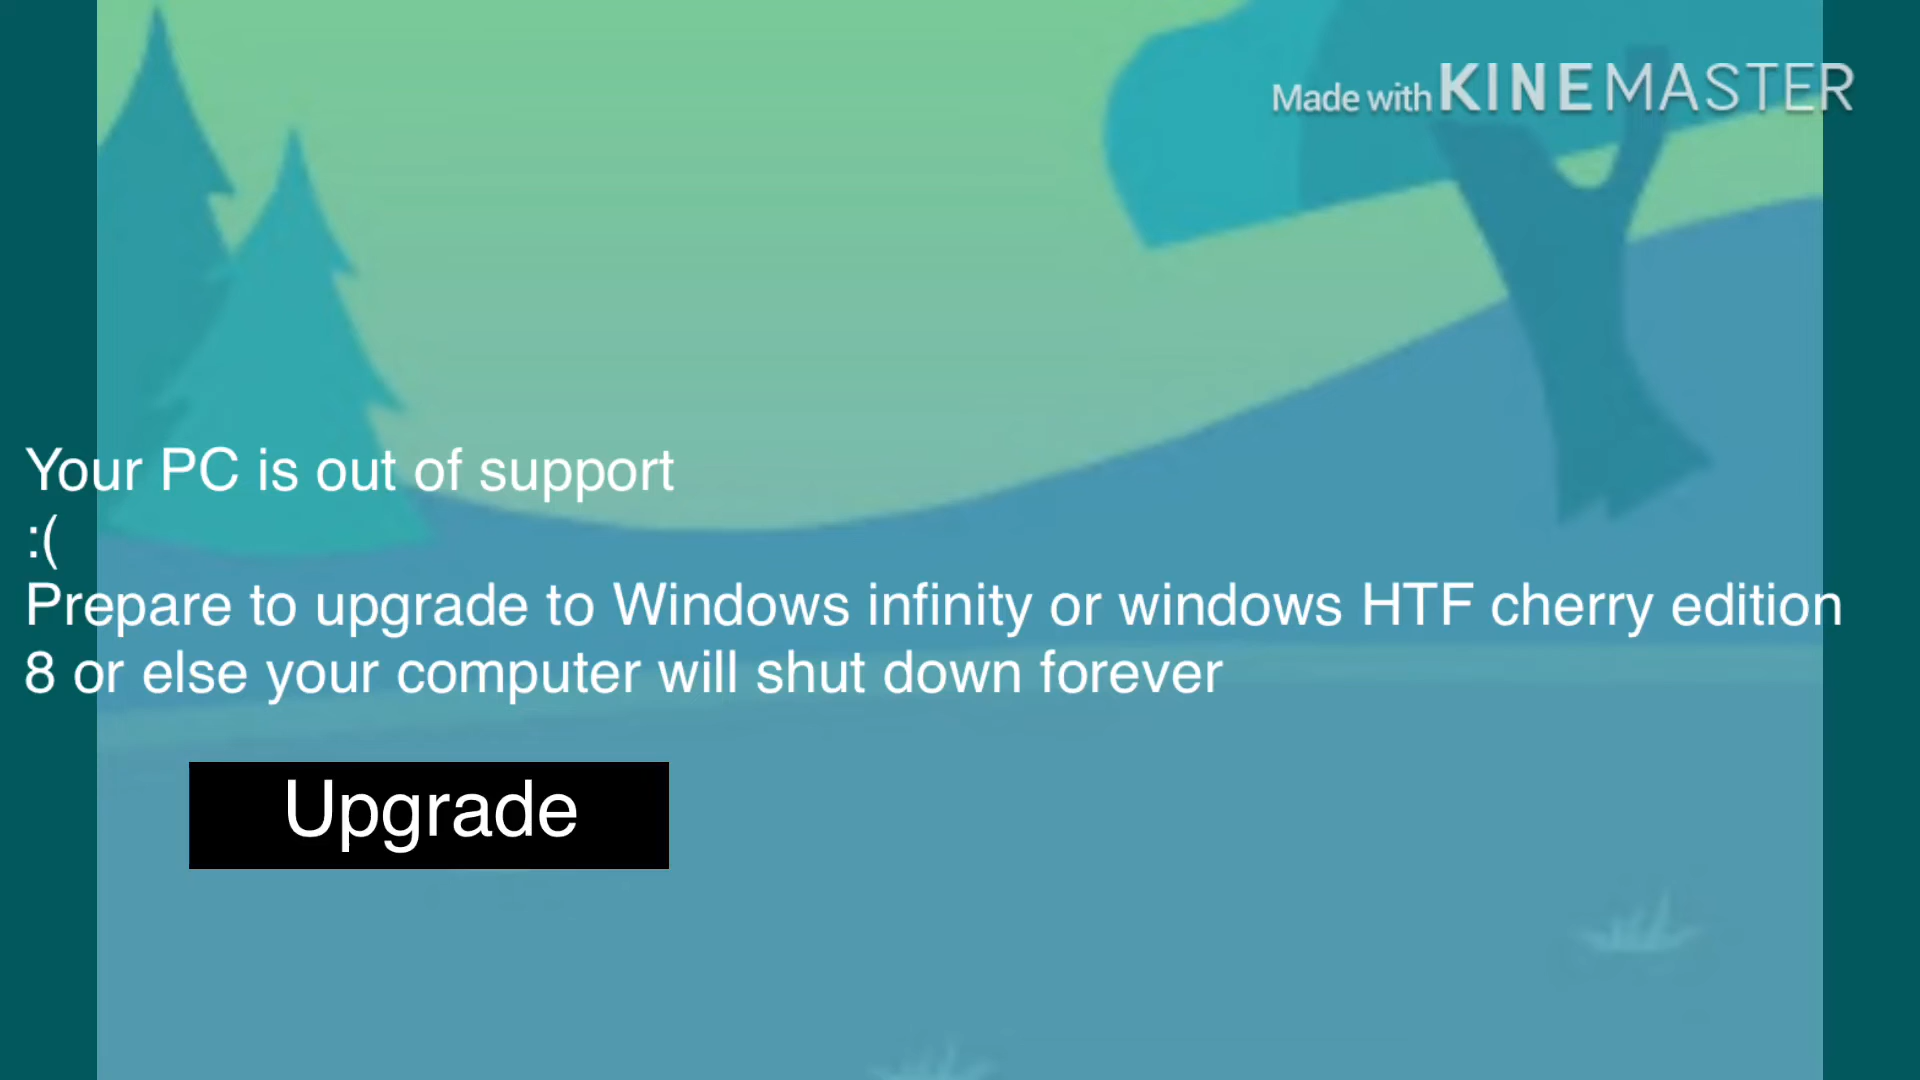 Made with KINEMASTER
Your PC is out of support
:(
Prepare to upgrade to Windows infinity or windows HTF cherry edition
8 or else your computer will shut down forever
Upgrade